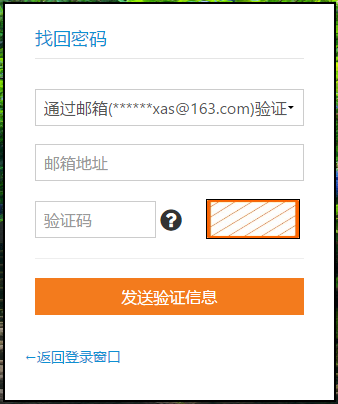 找回密码
通过邮箱(******xas@163.com)验证
邮箱地址
验证码 ?
发送验证信息
←返回登录窗口